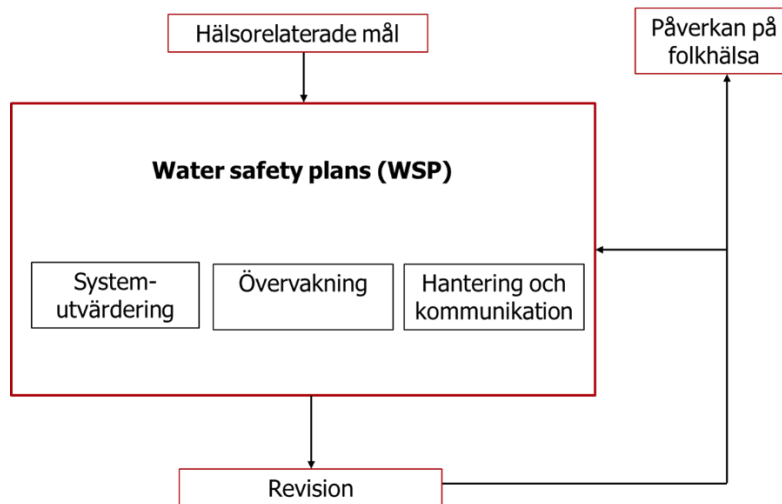 Hälsorelaterade mål
Påverkan på
folkhälsa
Water safety plans (WSP)
System-
utvärdering
Övervakning
Hantering och
kommunikation
Revision